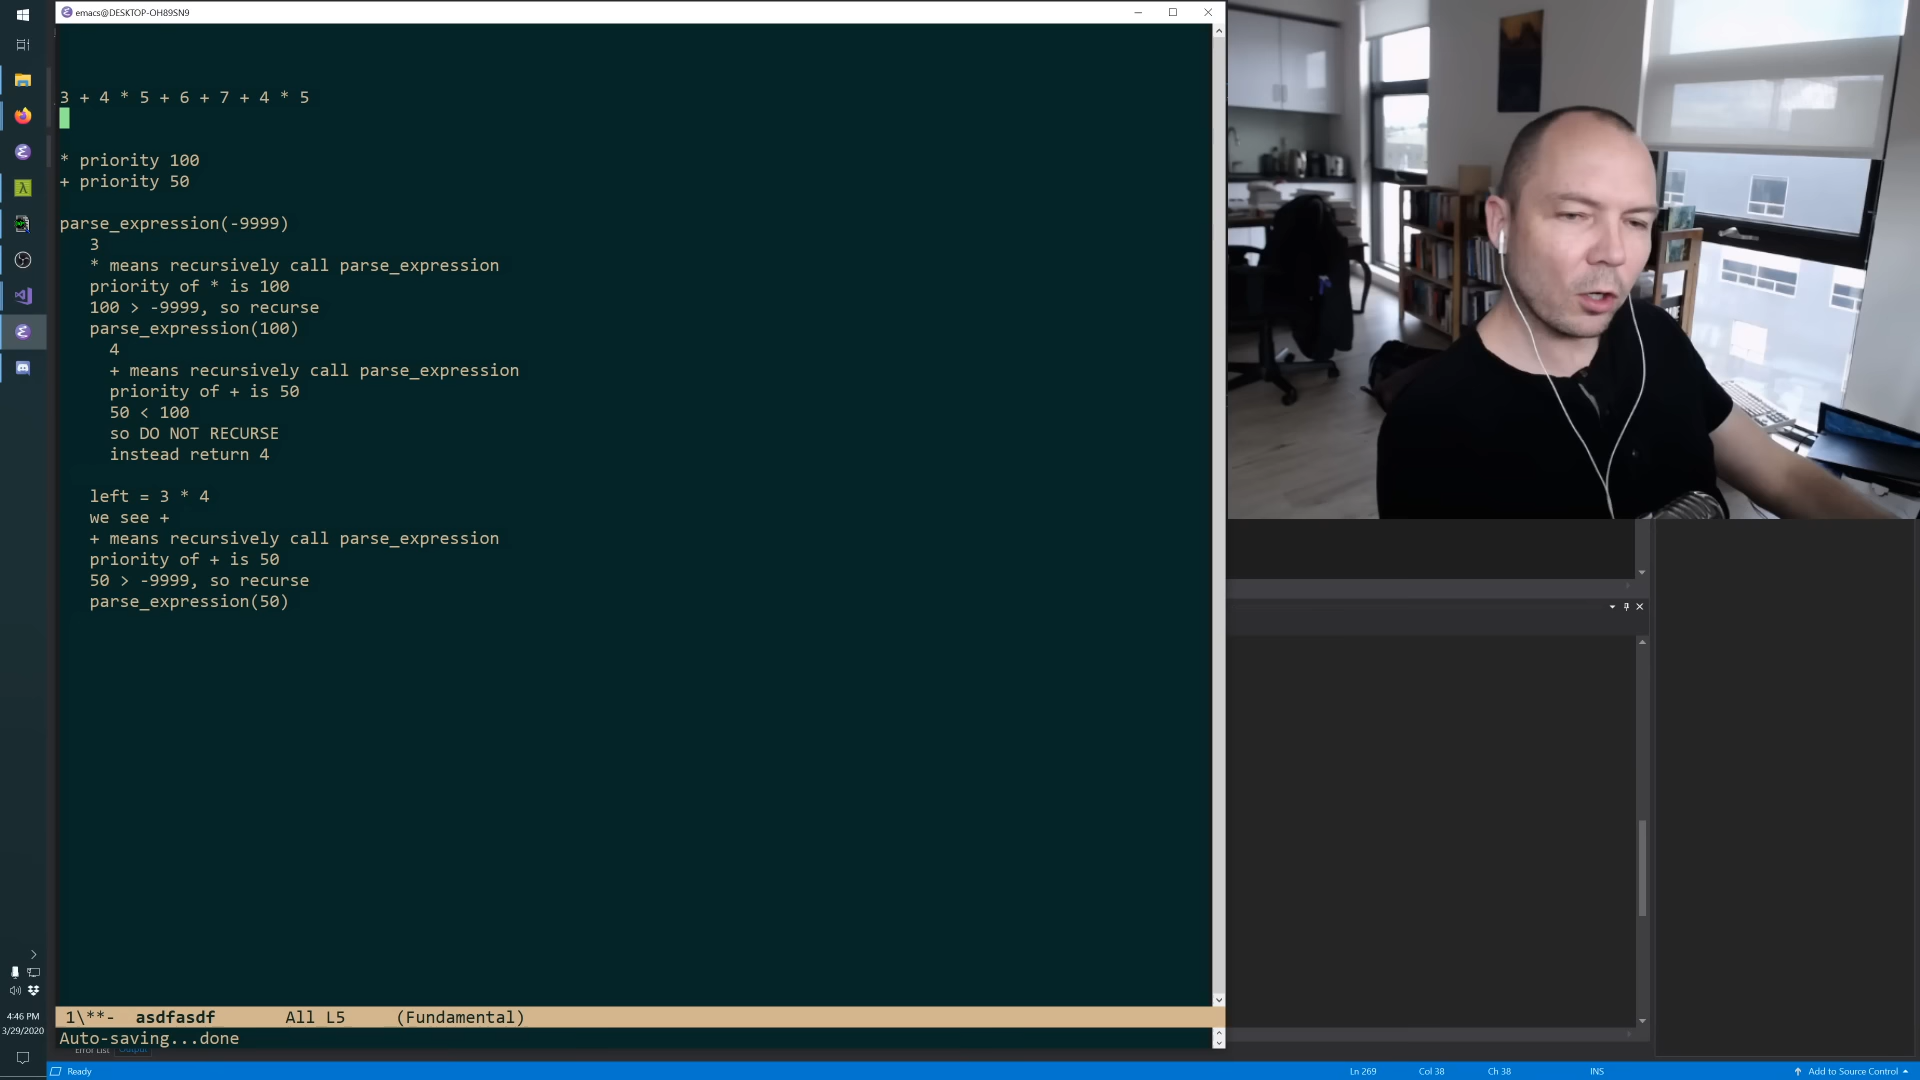 emacs@DESKTOP-OH89SN9
3 + 4 * 5 + 6 + 7 + 4 * 5
* priority 100
+ priority 50
parse_expression(-9999)
3
* means recursively call parse_expression
priority of * is 100
100 > -9999, so recurse
parse_expression(100)
4
+ means recursively call parse_expression
priority of + is 50
50 < 100
so DO NOT RECURSE
instead return 4
left = 3 * 4
we see +
+ means recursively call parse_expression
priority of + is 50
50 > -9999, so recurse
parse_expression(50)
1\**- asdfasdf All L5 (Fundamental)
Auto-saving...done
Error List Output
4:46 PM
3/29/2020
Ready Ln 269 Col 38 Ch 38 INS Add to Source Control